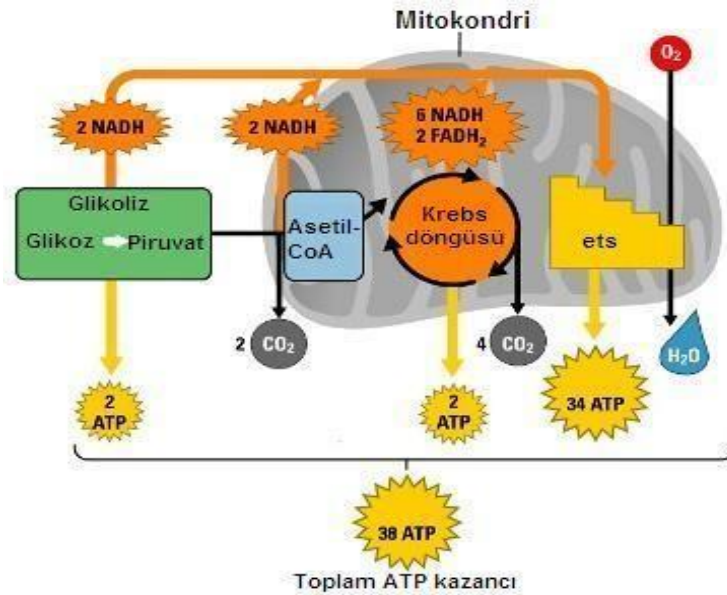 Mitokondri
O₂
2 NADH
2 NADH
6 NADH
2 FADH₂
Glikoliz
Glikoz
Piruvat
Asetil-
CoA
Krebs
döngüsü
ets
2
CO₂
4
CO₂
H₂O
2
ATP
2
ATP
34 ATP
38 ATP
Toplam ATP kazancı